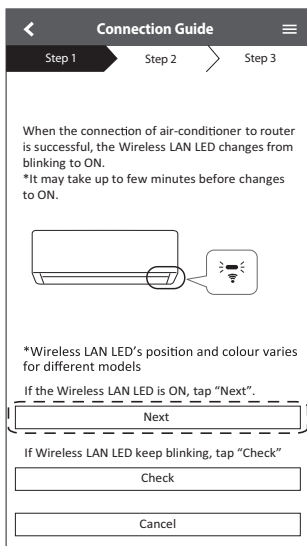 Connection Guide
Step 1
Step 2
Step 3
When the connection of air-conditioner to router
is successful, the Wireless LAN LED changes from
blinking to ON.
*It may take up to few minutes before changes
to ON.
*Wireless LAN LED's position and colour varies
for different models
If the Wireless LAN LED is ON, tap “Next”.
Next
If Wireless LAN LED keep blinking, tap “Check”
Check
Cancel